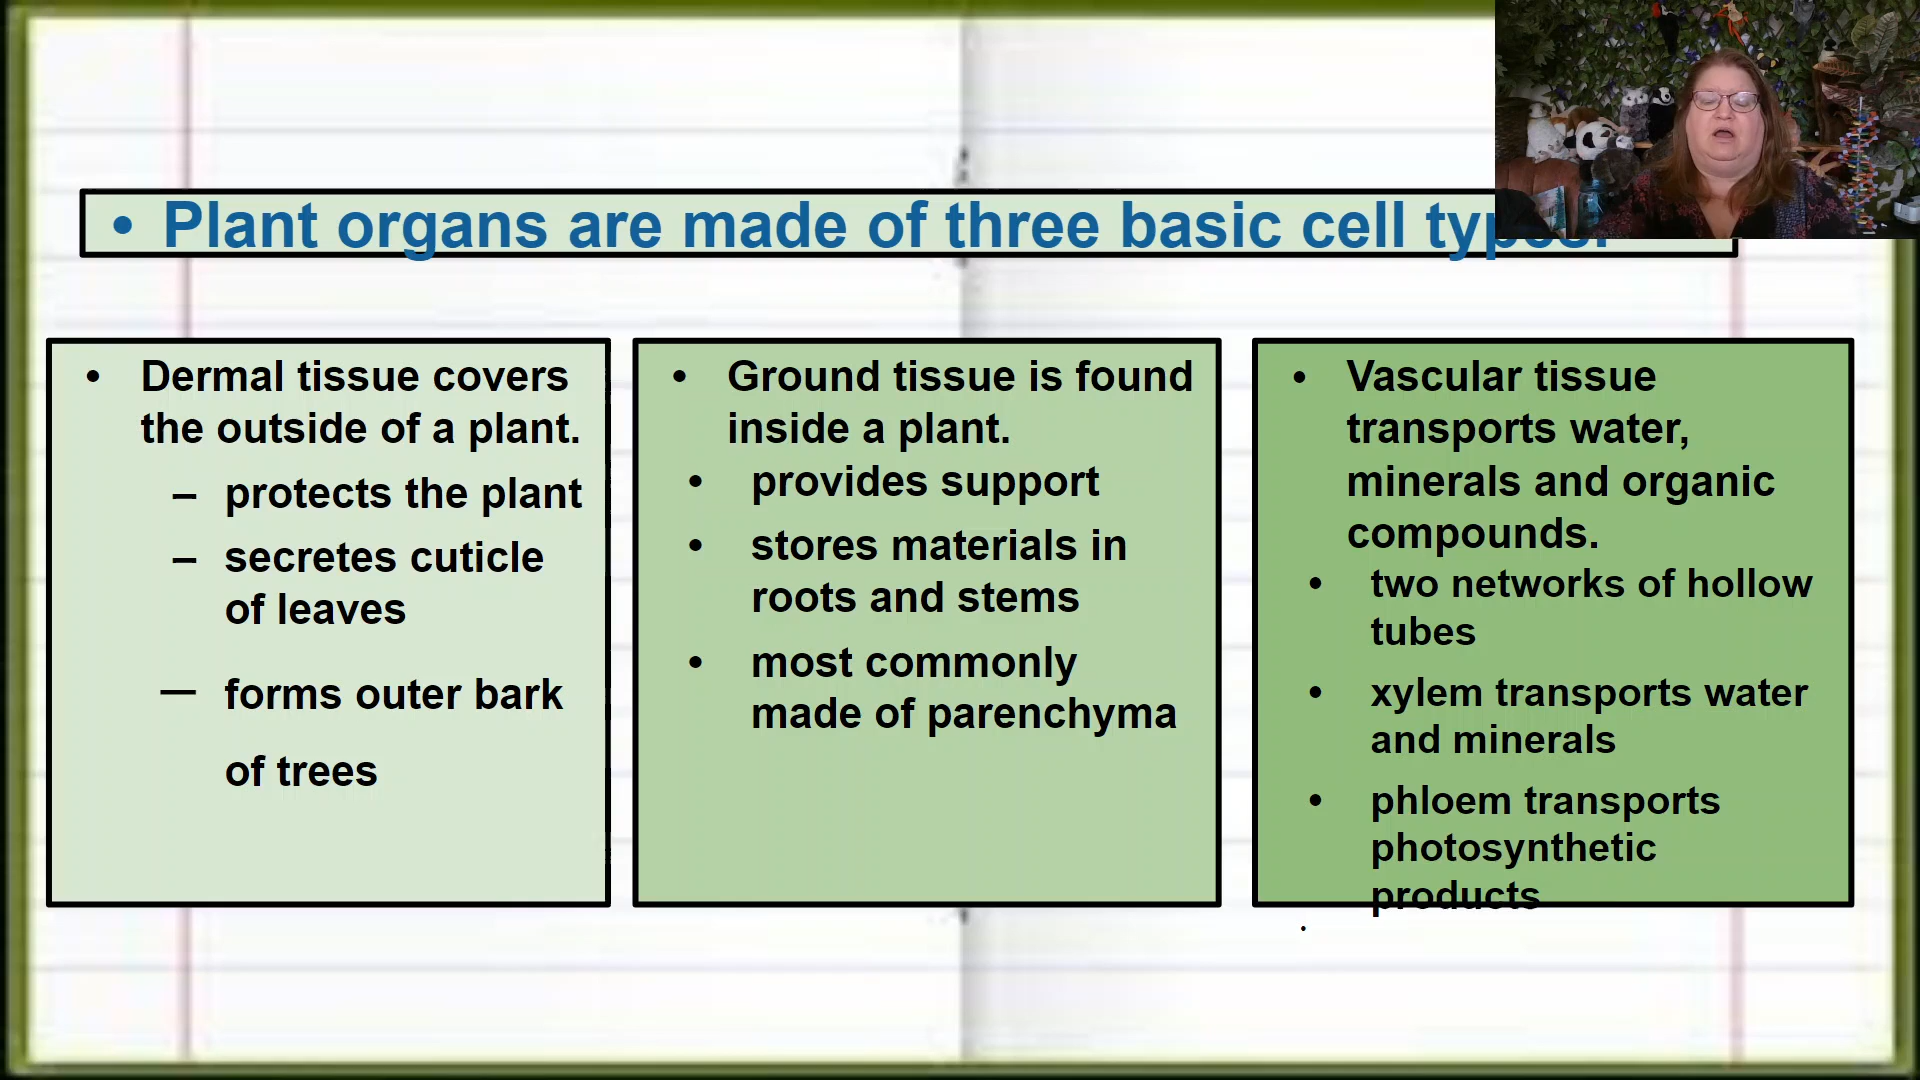 • Plant organs are made of three basic cell
• Dermal tissue covers
the outside of a plant.
– protects the plant
– secretes cuticle
of leaves
– forms outer bark
of trees
• Ground tissue is found
inside a plant.
• provides support
• stores materials in
roots and stems
• most commonly
made of parenchyma
• Vascular tissue
transports water,
minerals and organic
compounds.
• two networks of hollow
tubes
• xylem transports water
and minerals
• phloem transports
photosynthetic
products